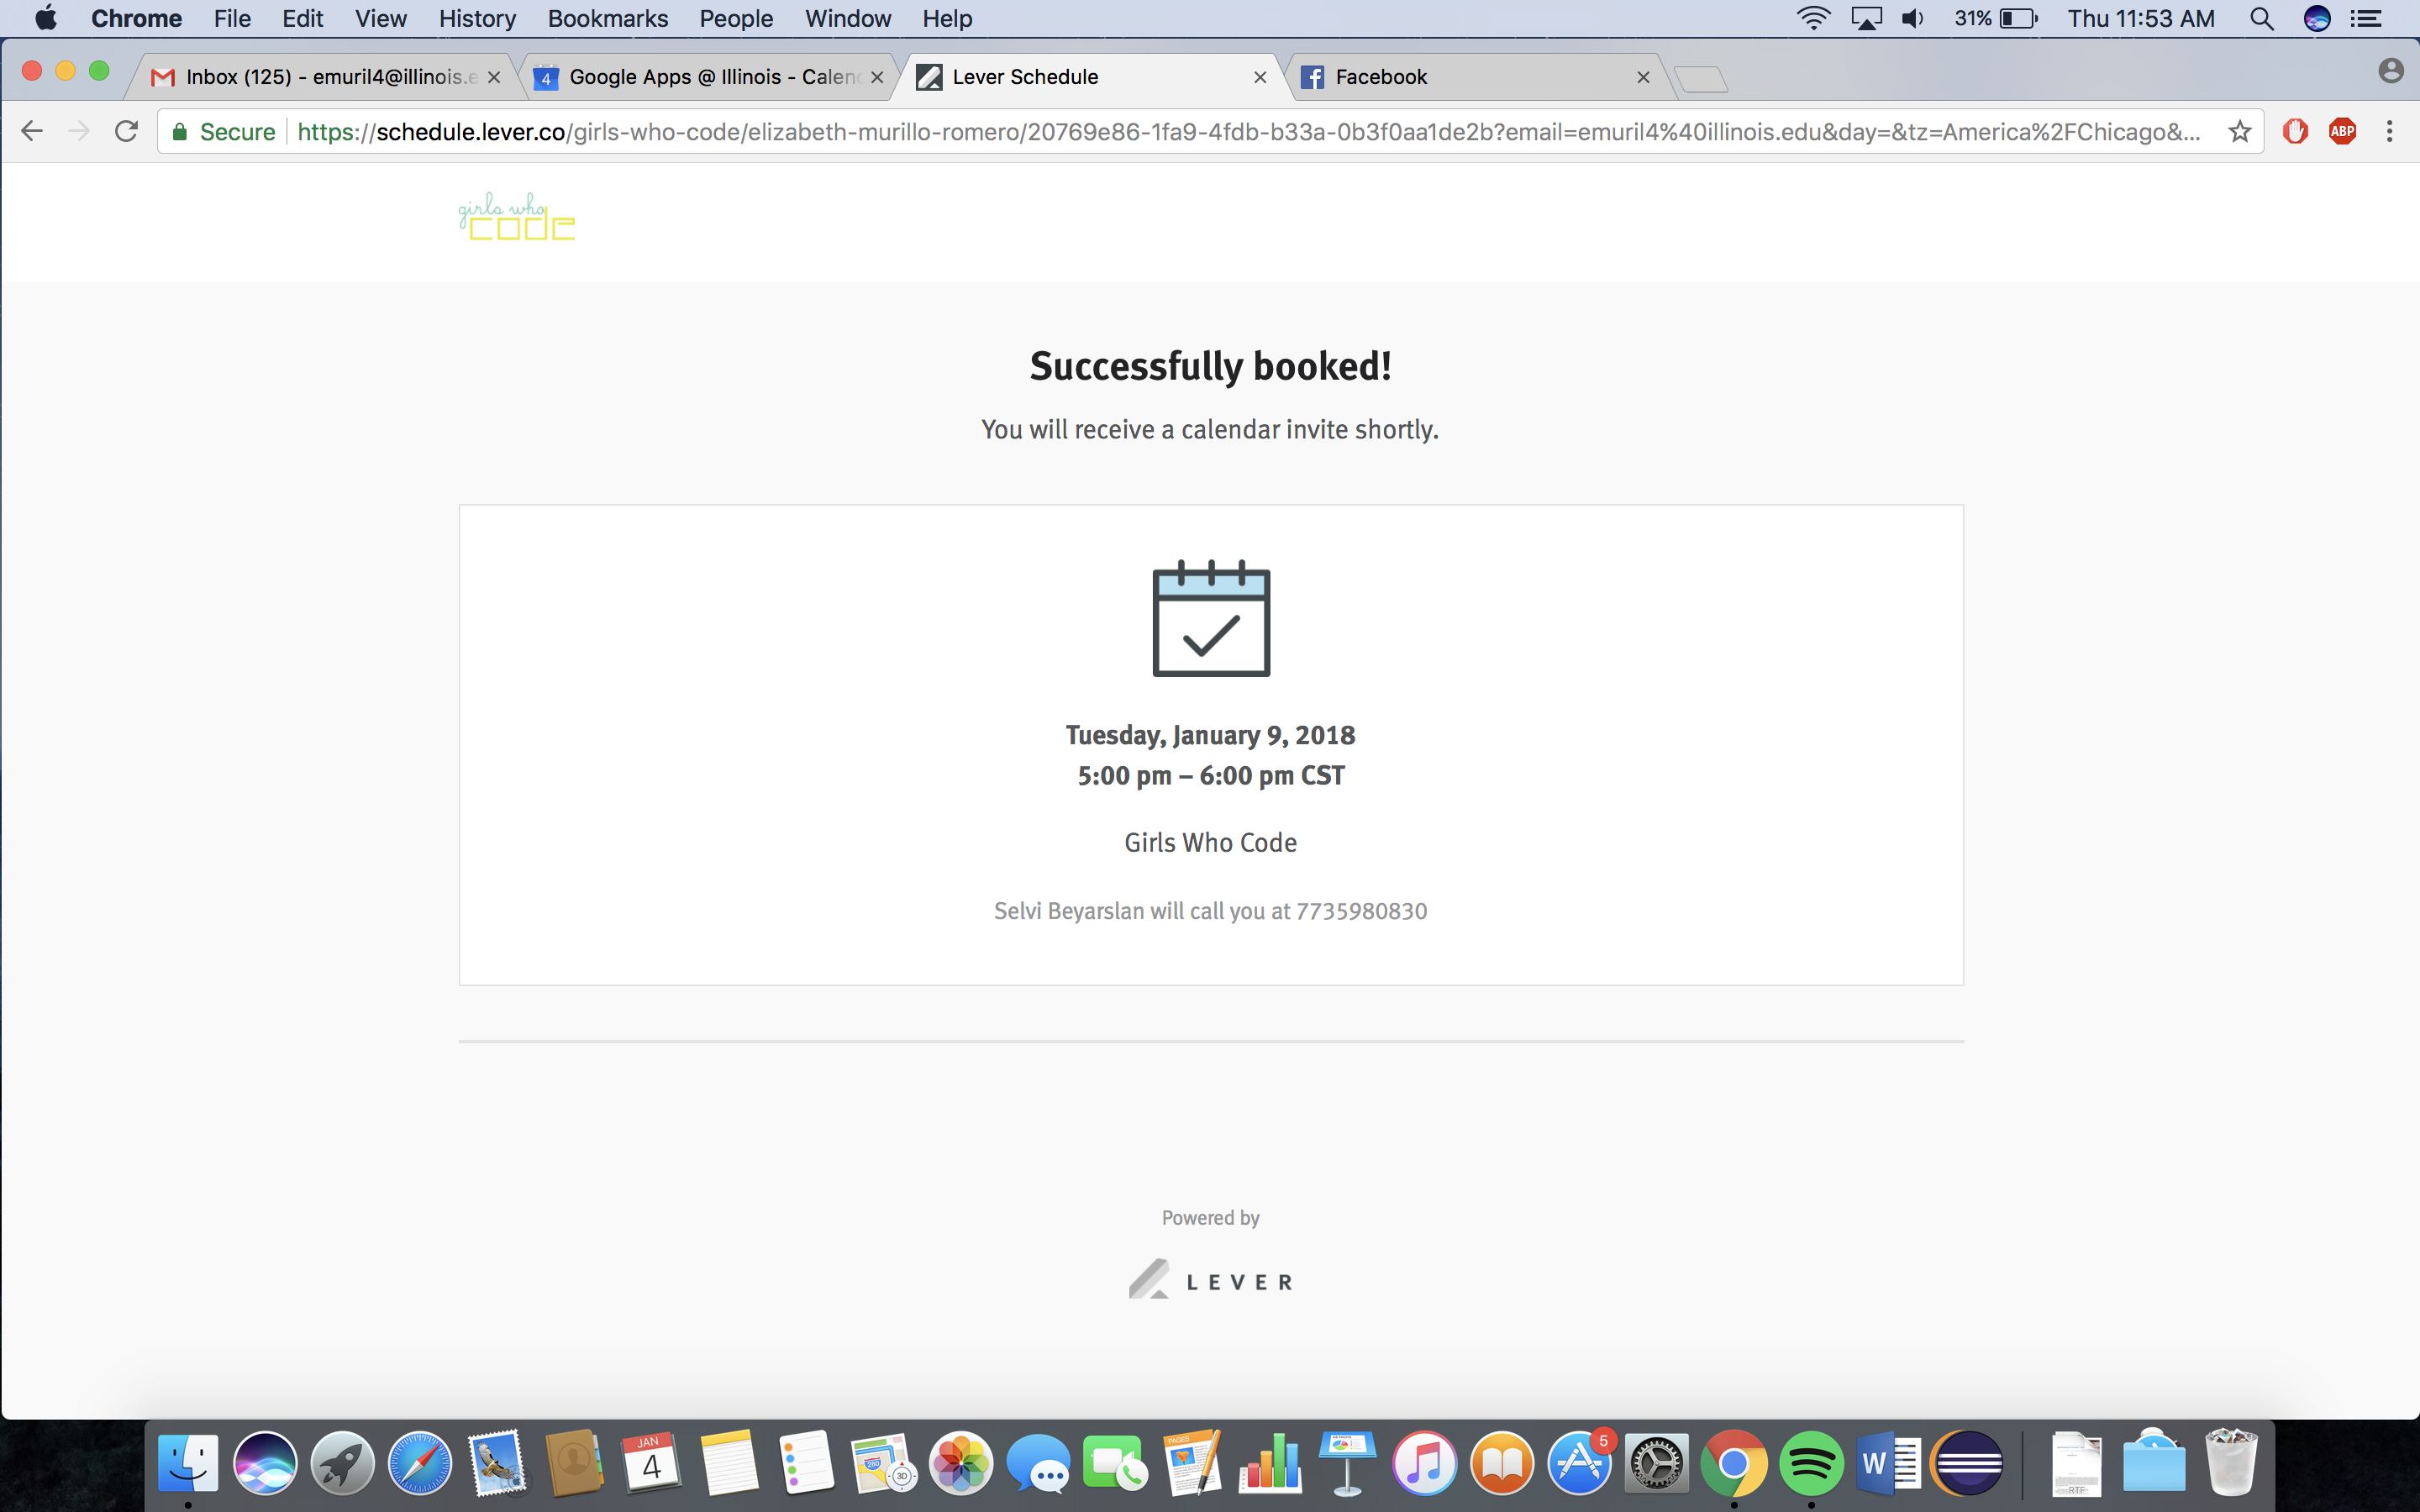 Chrome File Edit View History Bookmarks People Window Help 31% Thu 11:53 AM
Inbox (125) - emuril4@illinois.e Google Apps @ Illinois - Calen Lever Schedule Facebook
Secure https://schedule.lever.co/girls-who-code/elizabeth-murillo-romero/20769e86-1fa9-4fdb-b33a-0b3f0aa1de2b?email=emuril4%40illinois.edu&day=&tz=America%2FChicago&... ABP
girls who
code
Successfully booked!
You will receive a calendar invite shortly.
Tuesday, January 9, 2018
5:00 pm – 6:00 pm CST
Girls Who Code
Selvi Beyarslan will call you at 7735980830
Powered by
LEVER
JAN
4
280
3D
PAGES
5
W
RTF